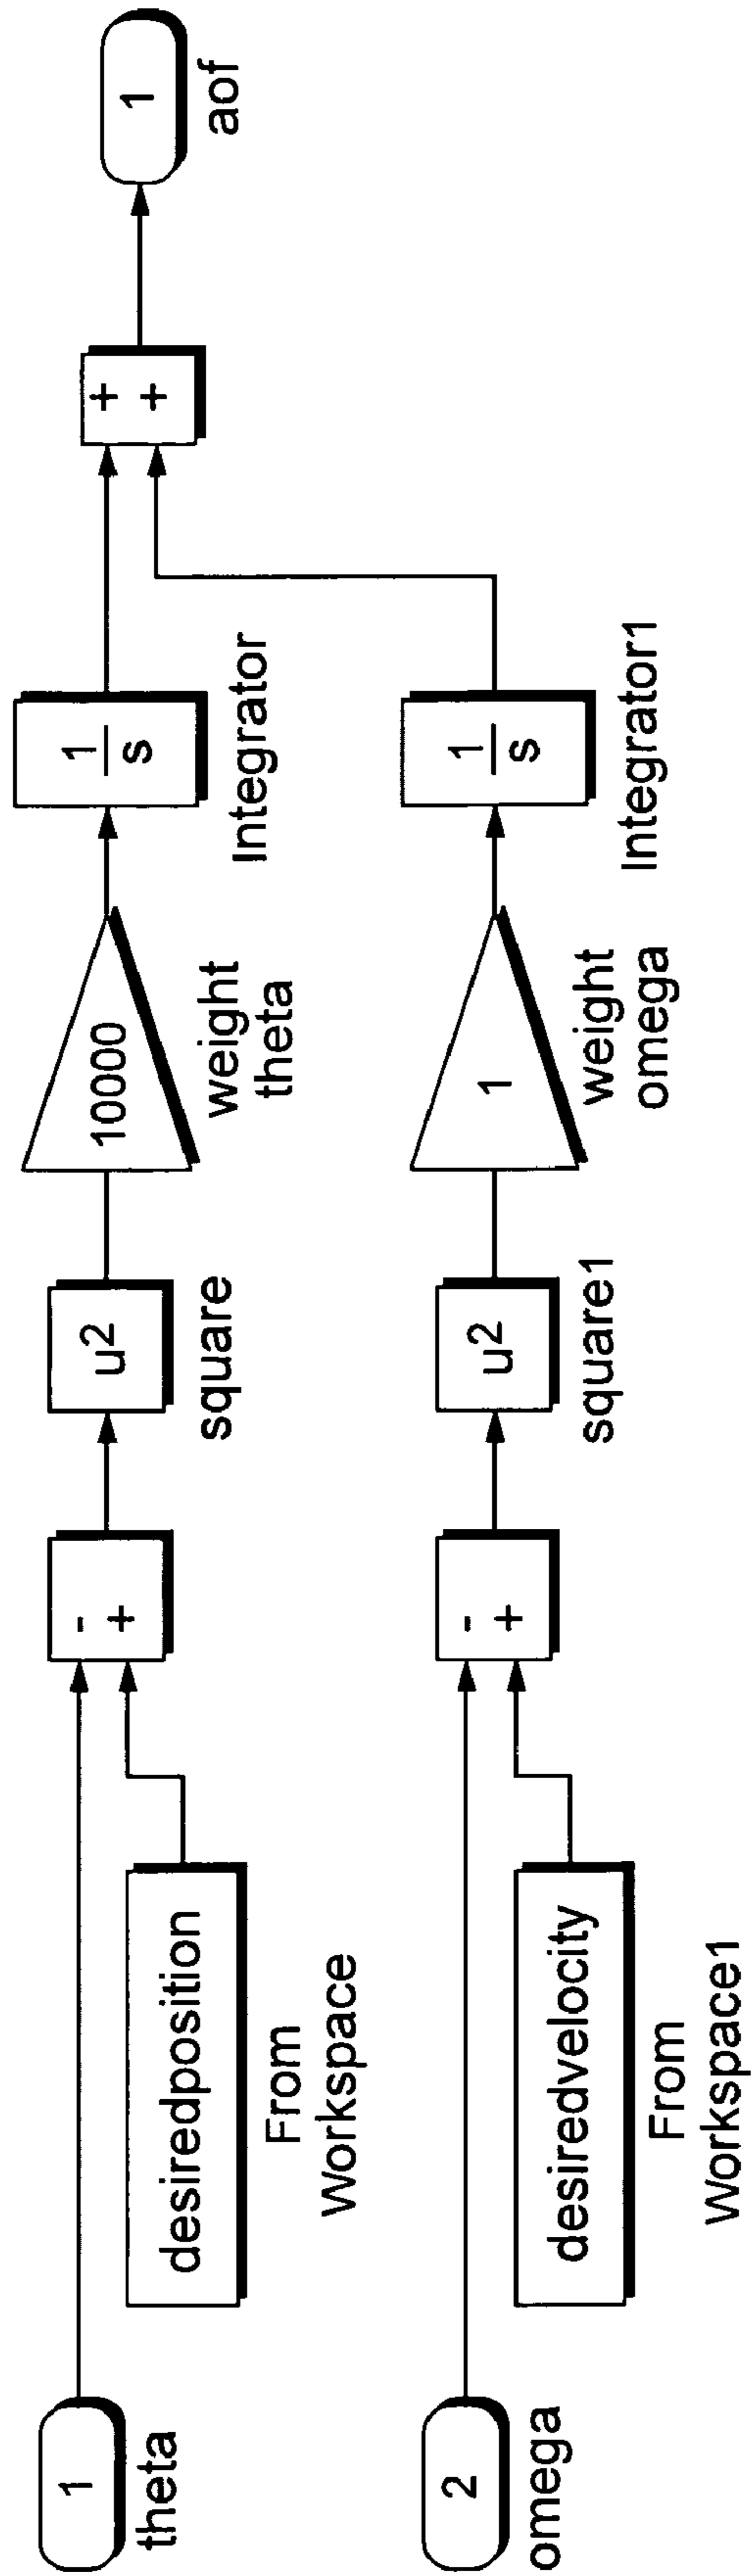 1
theta
desiredposition
From
Workspace
-
+
u2
square
10000
weight
theta
1
s
Integrator
+
+
1
aof
2
omega
desiredvelocity
From
Workspace1
-
+
u2
square1
1
weight
omega
1
s
Integrator1